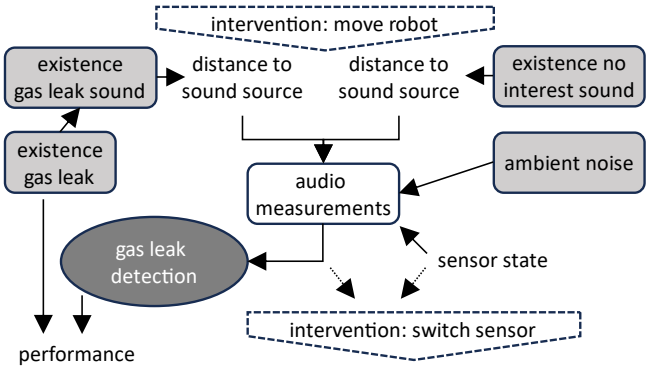 intervention: move robot
existence
gas leak sound
distance to
sound source
distance to
sound source
existence no
interest sound
existence
gas leak
audio
measurements
ambient noise
gas leak
detection
sensor state
intervention: switch sensor
performance